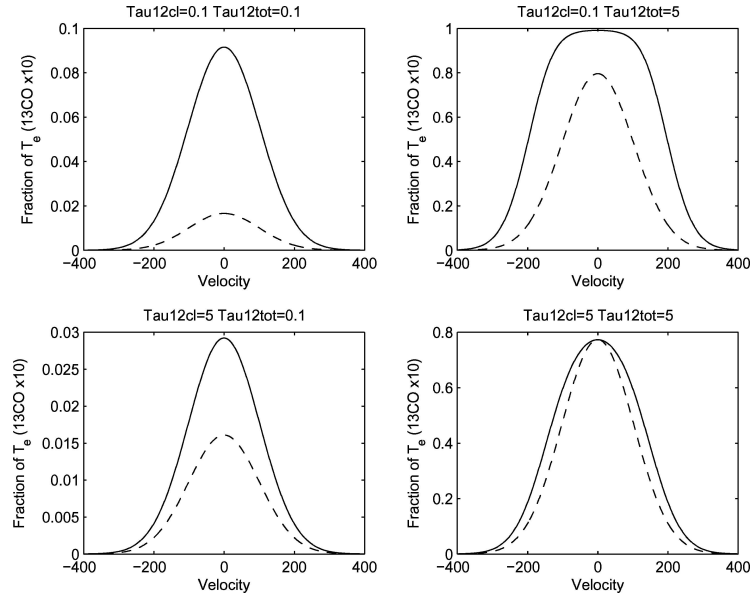 Tau12cl=0.1 Tau12tot=0.1
0.1
0.08
0.06
0.04
0.02
0
Fraction of T_e (13CO x10)
−400 −200 0 200 400
Velocity
Tau12cl=0.1 Tau12tot=5
1
0.8
0.6
0.4
0.2
0
Fraction of T_e (13CO x10)
−400 −200 0 200 400
Velocity
Tau12cl=5 Tau12tot=0.1
0.03
0.025
0.02
0.015
0.01
0.005
0
Fraction of T_e (13CO x10)
−400 −200 0 200 400
Velocity
Tau12cl=5 Tau12tot=5
0.8
0.6
0.4
0.2
0
Fraction of T_e (13CO x10)
−400 −200 0 200 400
Velocity